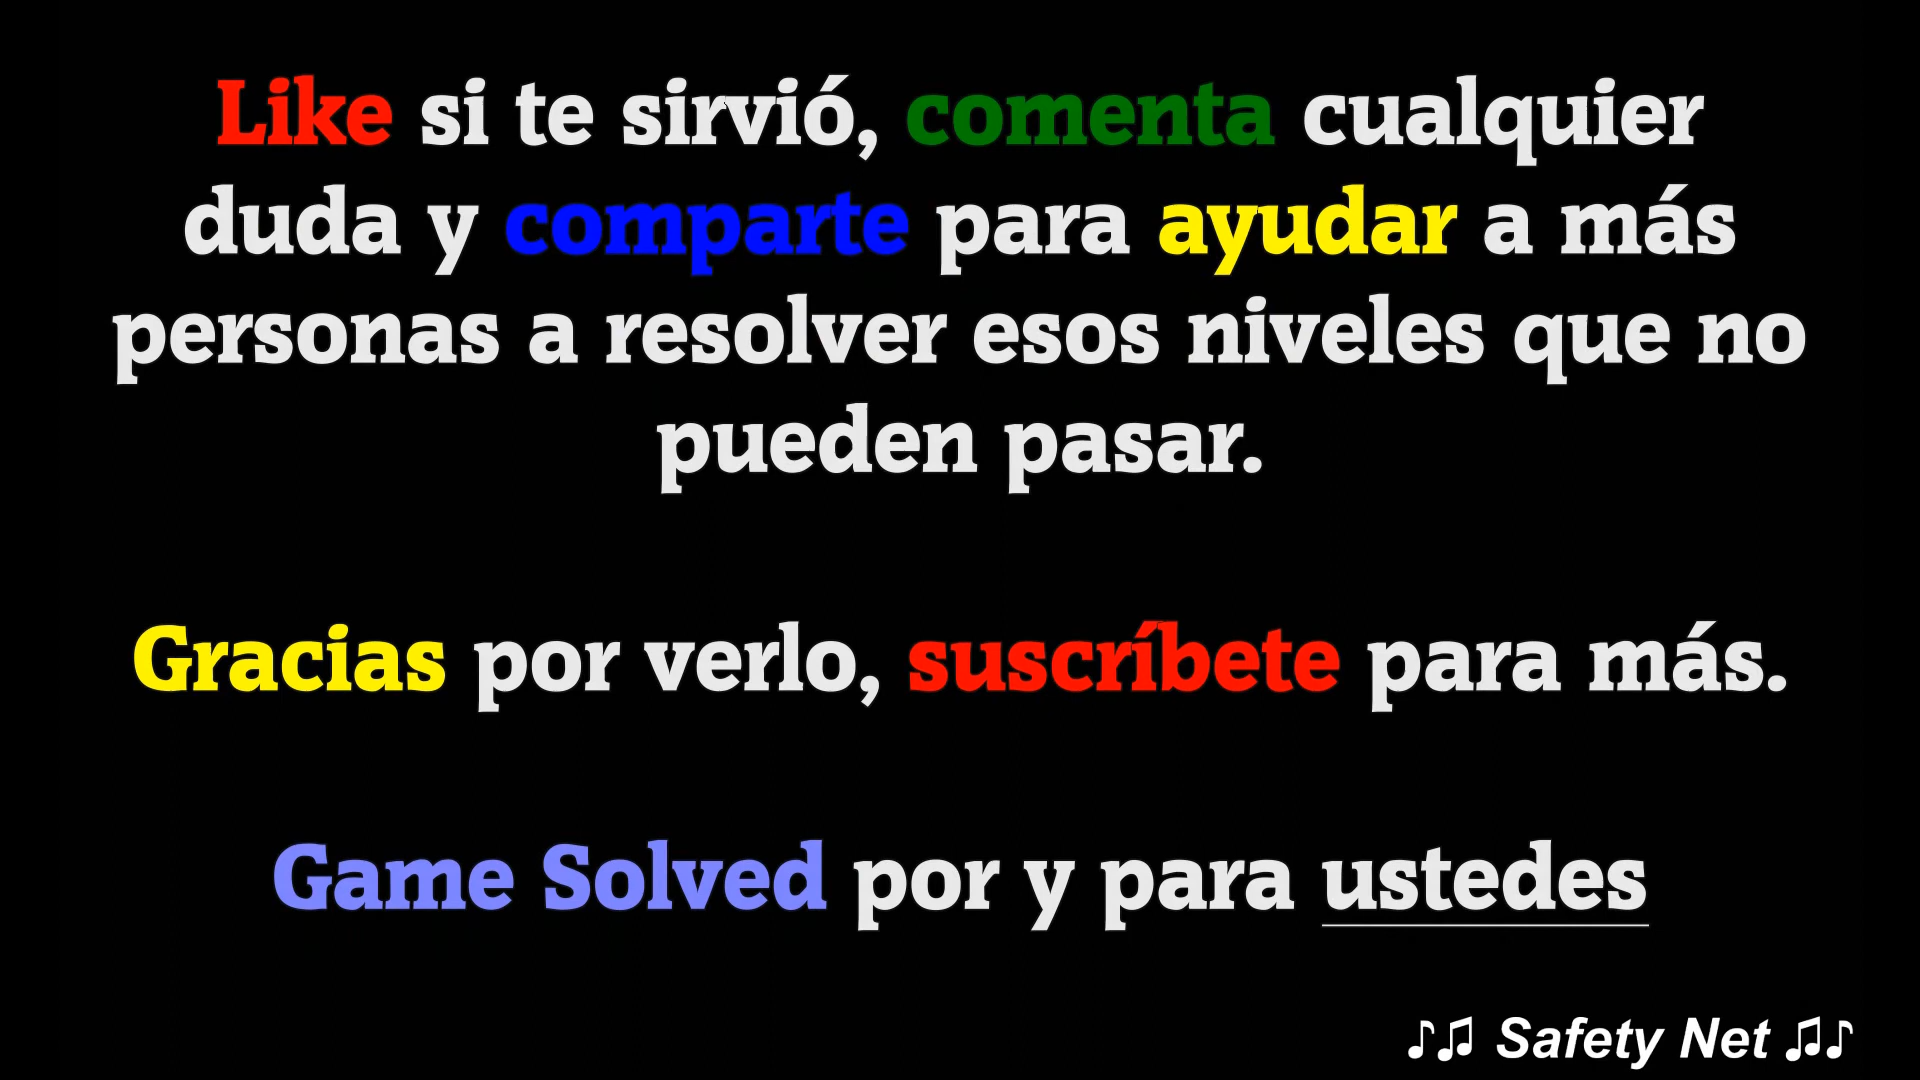 Like si te sirvió, comenta cualquier
duda y comparte para ayudar a más
personas a resolver esos niveles que no
pueden pasar.
Gracias por verlo, suscríbete para más.
Game Solved por y para ustedes
♪♫ Safety Net ♫♪